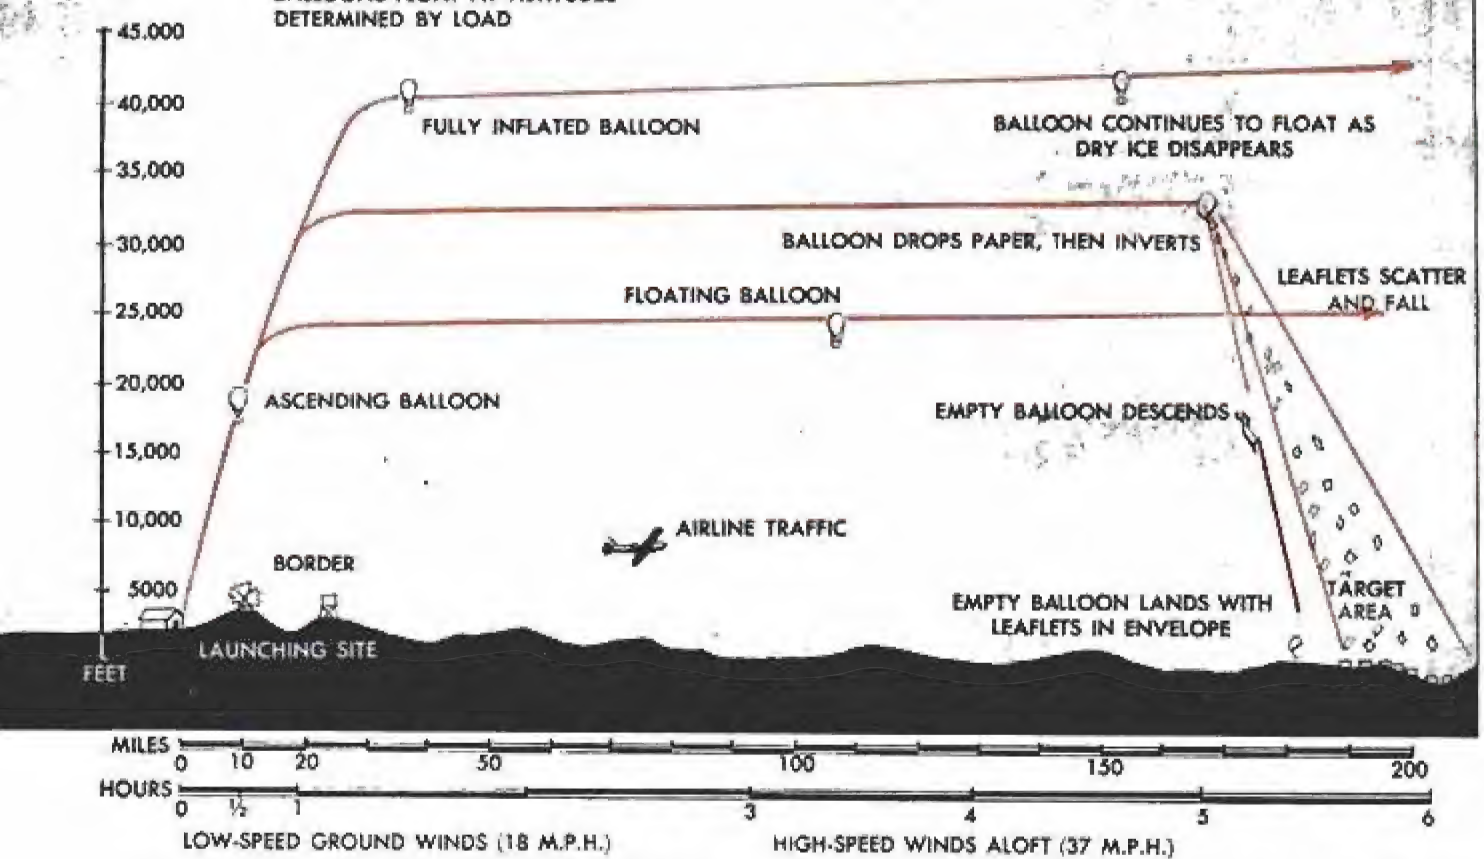 DETERMINED BY LOAD
45.000
40,000
35,000
30,000
25,000
20,000
15,000
10,000
5000
FEET
FULLY INFLATED BALLOON
BALLOON CONTINUES TO FLOAT AS
DRY ICE DISAPPEARS
BALLOON DROPS PAPER, THEN INVERTS
LEAFLETS SCATTER
AND FALL
FLOATING BALLOON
ASCENDING BALLOON
EMPTY BALLOON DESCENDS
AIRLINE TRAFFIC
BORDER
EMPTY BALLOON LANDS WITH
LEAFLETS IN ENVELOPE
TARGET
AREA
LAUNCHING SITE
MILES
0 10 20 50 100 150 200
HOURS
0 ½ 1 3 4 5 6
LOW-SPEED GROUND WINDS (18 M.P.H.) HIGH-SPEED WINDS ALOFT (37 M.P.H.)